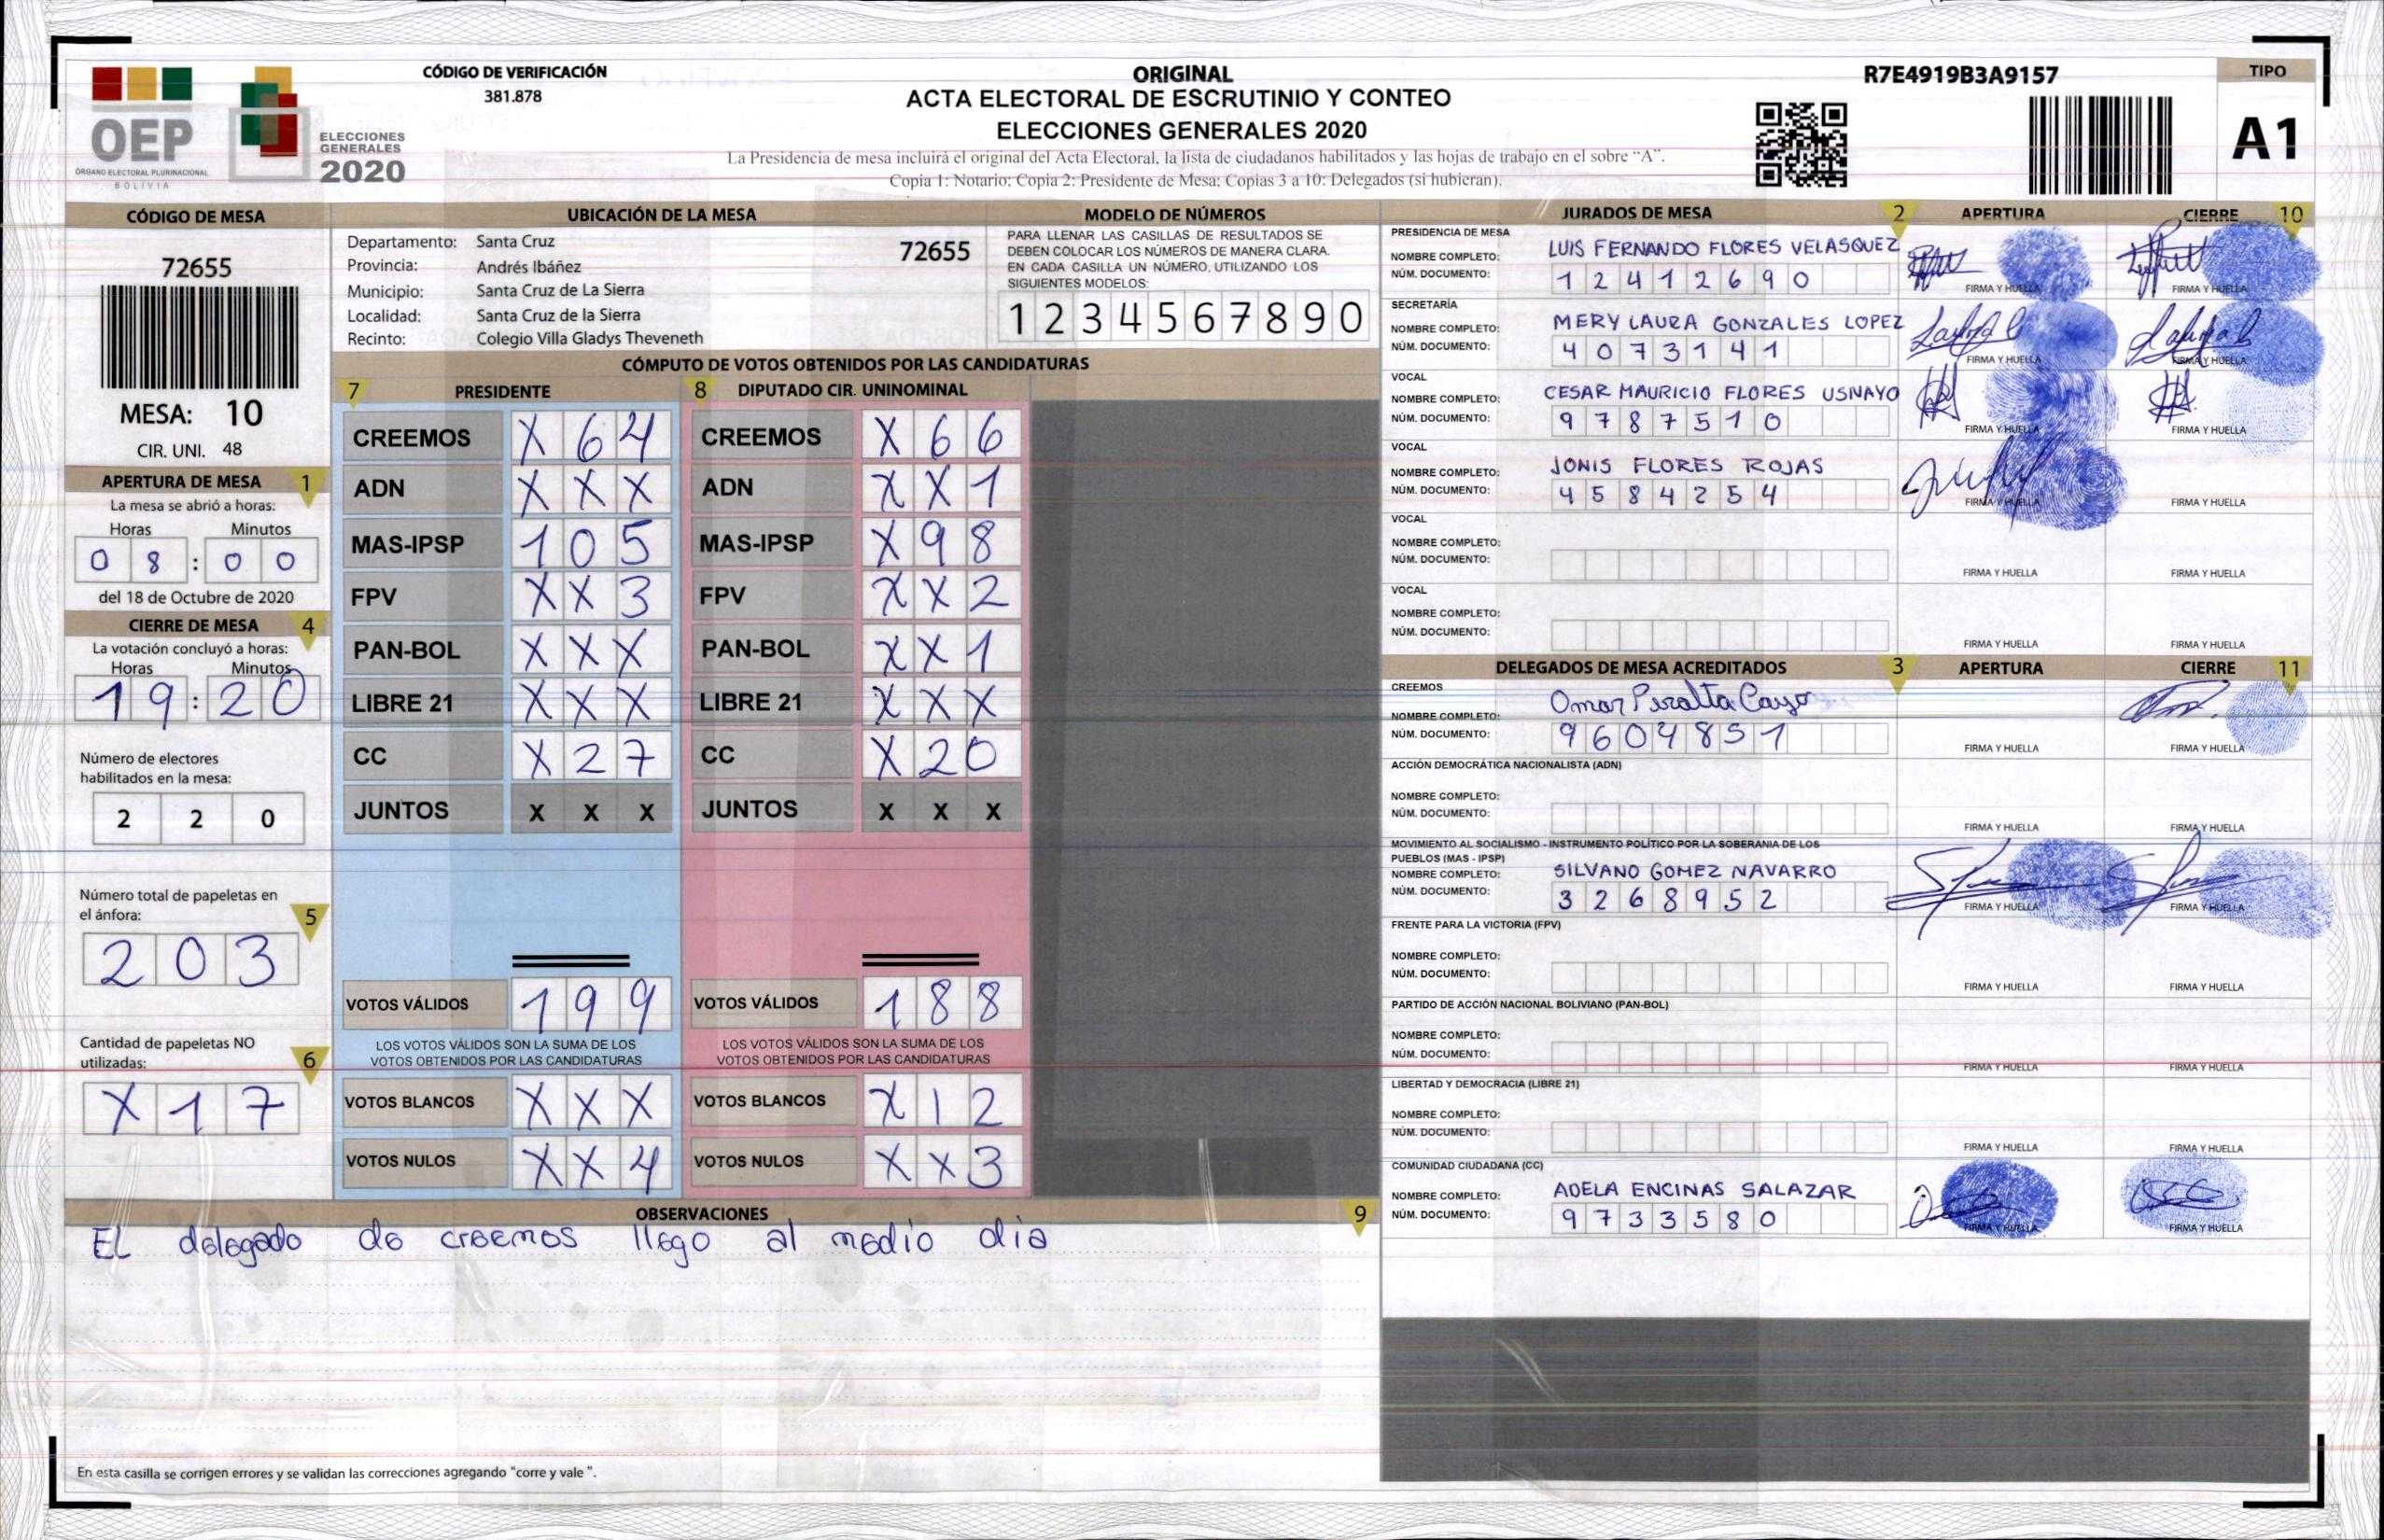 CÓDIGO DE VERIFICACIÓN
381.878
OEP
ÓRGANO ELECTORAL PLURINACIONAL
BOLIVIA
ELECCIONES
GENERALES
2020
ORIGINAL
ACTA ELECTORAL DE ESCRUTINIO Y CONTEO
ELECCIONES GENERALES 2020
La Presidencia de mesa incluirá el original del Acta Electoral, la lista de ciudadanos habilitados y las hojas de trabajo en el sobre "A".
Copia 1: Notario; Copia 2: Presidente de Mesa; Copias 3 a 10: Delegados (si hubieran).
R7E4919B3A9157
TIPO
A1
CÓDIGO DE MESA
72655
MESA: 10
CIR. UNI. 48
APERTURA DE MESA 1
La mesa se abrió a horas:
Horas Minutos
0 8 : 0 0
del 18 de Octubre de 2020
CIERRE DE MESA 4
La votación concluyó a horas:
Horas Minutos
1 9 : 2 0
Número de electores
habilitados en la mesa:
2 2 0
Número total de papeletas en
el ánfora: 5
2 0 3
Cantidad de papeletas NO
utilizadas: 6
X 1 7
UBICACIÓN DE LA MESA
Departamento: Santa Cruz 72655
Provincia: Andrés Ibáñez
Municipio: Santa Cruz de La Sierra
Localidad: Santa Cruz de la Sierra
Recinto: Colegio Villa Gladys Theveneth
MODELO DE NÚMEROS
PARA LLENAR LAS CASILLAS DE RESULTADOS SE
DEBEN COLOCAR LOS NÚMEROS DE MANERA CLARA.
EN CADA CASILLA UN NÚMERO, UTILIZANDO LOS
SIGUIENTES MODELOS:
1 2 3 4 5 6 7 8 9 0
CÓMPUTO DE VOTOS OBTENIDOS POR LAS CANDIDATURAS
7 PRESIDENTE 8 DIPUTADO CIR. UNINOMINAL
CREEMOS X 6 4 CREEMOS X 6 6
ADN X X X ADN X X 1
MAS-IPSP 1 0 5 MAS-IPSP X 9 8
FPV X X 3 FPV X X 2
PAN-BOL X X X PAN-BOL X X 1
LIBRE 21 X X X LIBRE 21 X X X
CC X 2 7 CC X 2 0
JUNTOS X X X JUNTOS X X X
VOTOS VÁLIDOS 1 9 9 VOTOS VÁLIDOS 1 8 8
LOS VOTOS VÁLIDOS SON LA SUMA DE LOS LOS VOTOS VÁLIDOS SON LA SUMA DE LOS
VOTOS OBTENIDOS POR LAS CANDIDATURAS VOTOS OBTENIDOS POR LAS CANDIDATURAS
VOTOS BLANCOS X X X VOTOS BLANCOS X 1 2
VOTOS NULOS X X 4 VOTOS NULOS X X 3
OBSERVACIONES 9
EL delegado de creemos llego al medio dia
En esta casilla se corrigen errores y se validan las correcciones agregando "corre y vale ".
JURADOS DE MESA 2 APERTURA CIERRE 10
PRESIDENCIA DE MESA
NOMBRE COMPLETO: LUIS FERNANDO FLORES VELASQUEZ
NÚM. DOCUMENTO: 1 2 4 1 2 6 9 0 FIRMA Y HUELLA FIRMA Y HUELLA
SECRETARÍA
NOMBRE COMPLETO: MERY LAURA GONZALES LOPEZ
NÚM. DOCUMENTO: 4 0 7 3 1 4 1 FIRMA Y HUELLA FIRMA Y HUELLA
VOCAL
NOMBRE COMPLETO: CESAR MAURICIO FLORES USNAYO
NÚM. DOCUMENTO: 9 7 8 7 5 1 0 FIRMA Y HUELLA FIRMA Y HUELLA
VOCAL
NOMBRE COMPLETO: JONIS FLORES ROJAS
NÚM. DOCUMENTO: 4 5 8 4 2 5 4 FIRMA Y HUELLA FIRMA Y HUELLA
VOCAL
NOMBRE COMPLETO:
NÚM. DOCUMENTO: FIRMA Y HUELLA FIRMA Y HUELLA
VOCAL
NOMBRE COMPLETO:
NÚM. DOCUMENTO: FIRMA Y HUELLA FIRMA Y HUELLA
DELEGADOS DE MESA ACREDITADOS 3 APERTURA CIERRE 11
CREEMOS
NOMBRE COMPLETO: Omar Peralta Cayo
NÚM. DOCUMENTO: 9 6 0 4 8 5 1 FIRMA Y HUELLA FIRMA Y HUELLA
ACCIÓN DEMOCRÁTICA NACIONALISTA (ADN)
NOMBRE COMPLETO:
NÚM. DOCUMENTO: FIRMA Y HUELLA FIRMA Y HUELLA
MOVIMIENTO AL SOCIALISMO - INSTRUMENTO POLÍTICO POR LA SOBERANIA DE LOS
PUEBLOS (MAS - IPSP)
NOMBRE COMPLETO: SILVANO GOMEZ NAVARRO
NÚM. DOCUMENTO: 3 2 6 8 9 5 2 FIRMA Y HUELLA FIRMA Y HUELLA
FRENTE PARA LA VICTORIA (FPV)
NOMBRE COMPLETO:
NÚM. DOCUMENTO: FIRMA Y HUELLA FIRMA Y HUELLA
PARTIDO DE ACCIÓN NACIONAL BOLIVIANO (PAN-BOL)
NOMBRE COMPLETO:
NÚM. DOCUMENTO: FIRMA Y HUELLA FIRMA Y HUELLA
LIBERTAD Y DEMOCRACIA (LIBRE 21)
NOMBRE COMPLETO:
NÚM. DOCUMENTO: FIRMA Y HUELLA FIRMA Y HUELLA
COMUNIDAD CIUDADANA (CC)
NOMBRE COMPLETO: ADELA ENCINAS SALAZAR
NÚM. DOCUMENTO: 9 7 3 3 5 8 0 FIRMA Y HUELLA FIRMA Y HUELLA